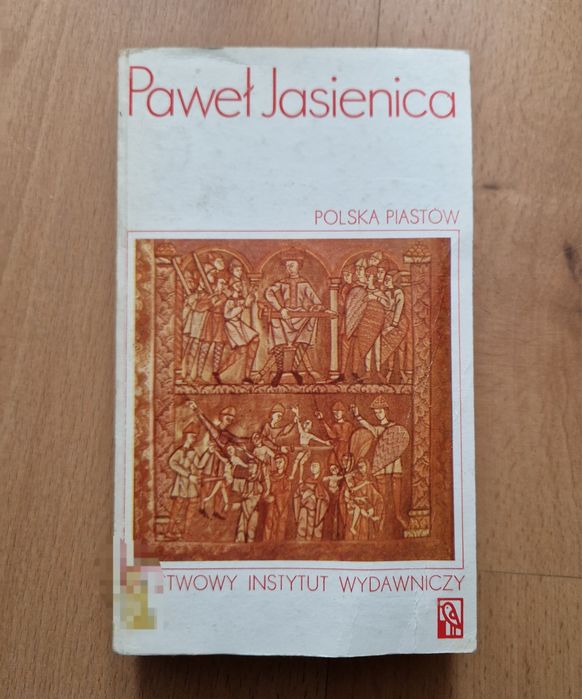 Paweł Jasienica
POLSKA PIASTÓW
TWOWY INSTYTUT WYDAWNICZY